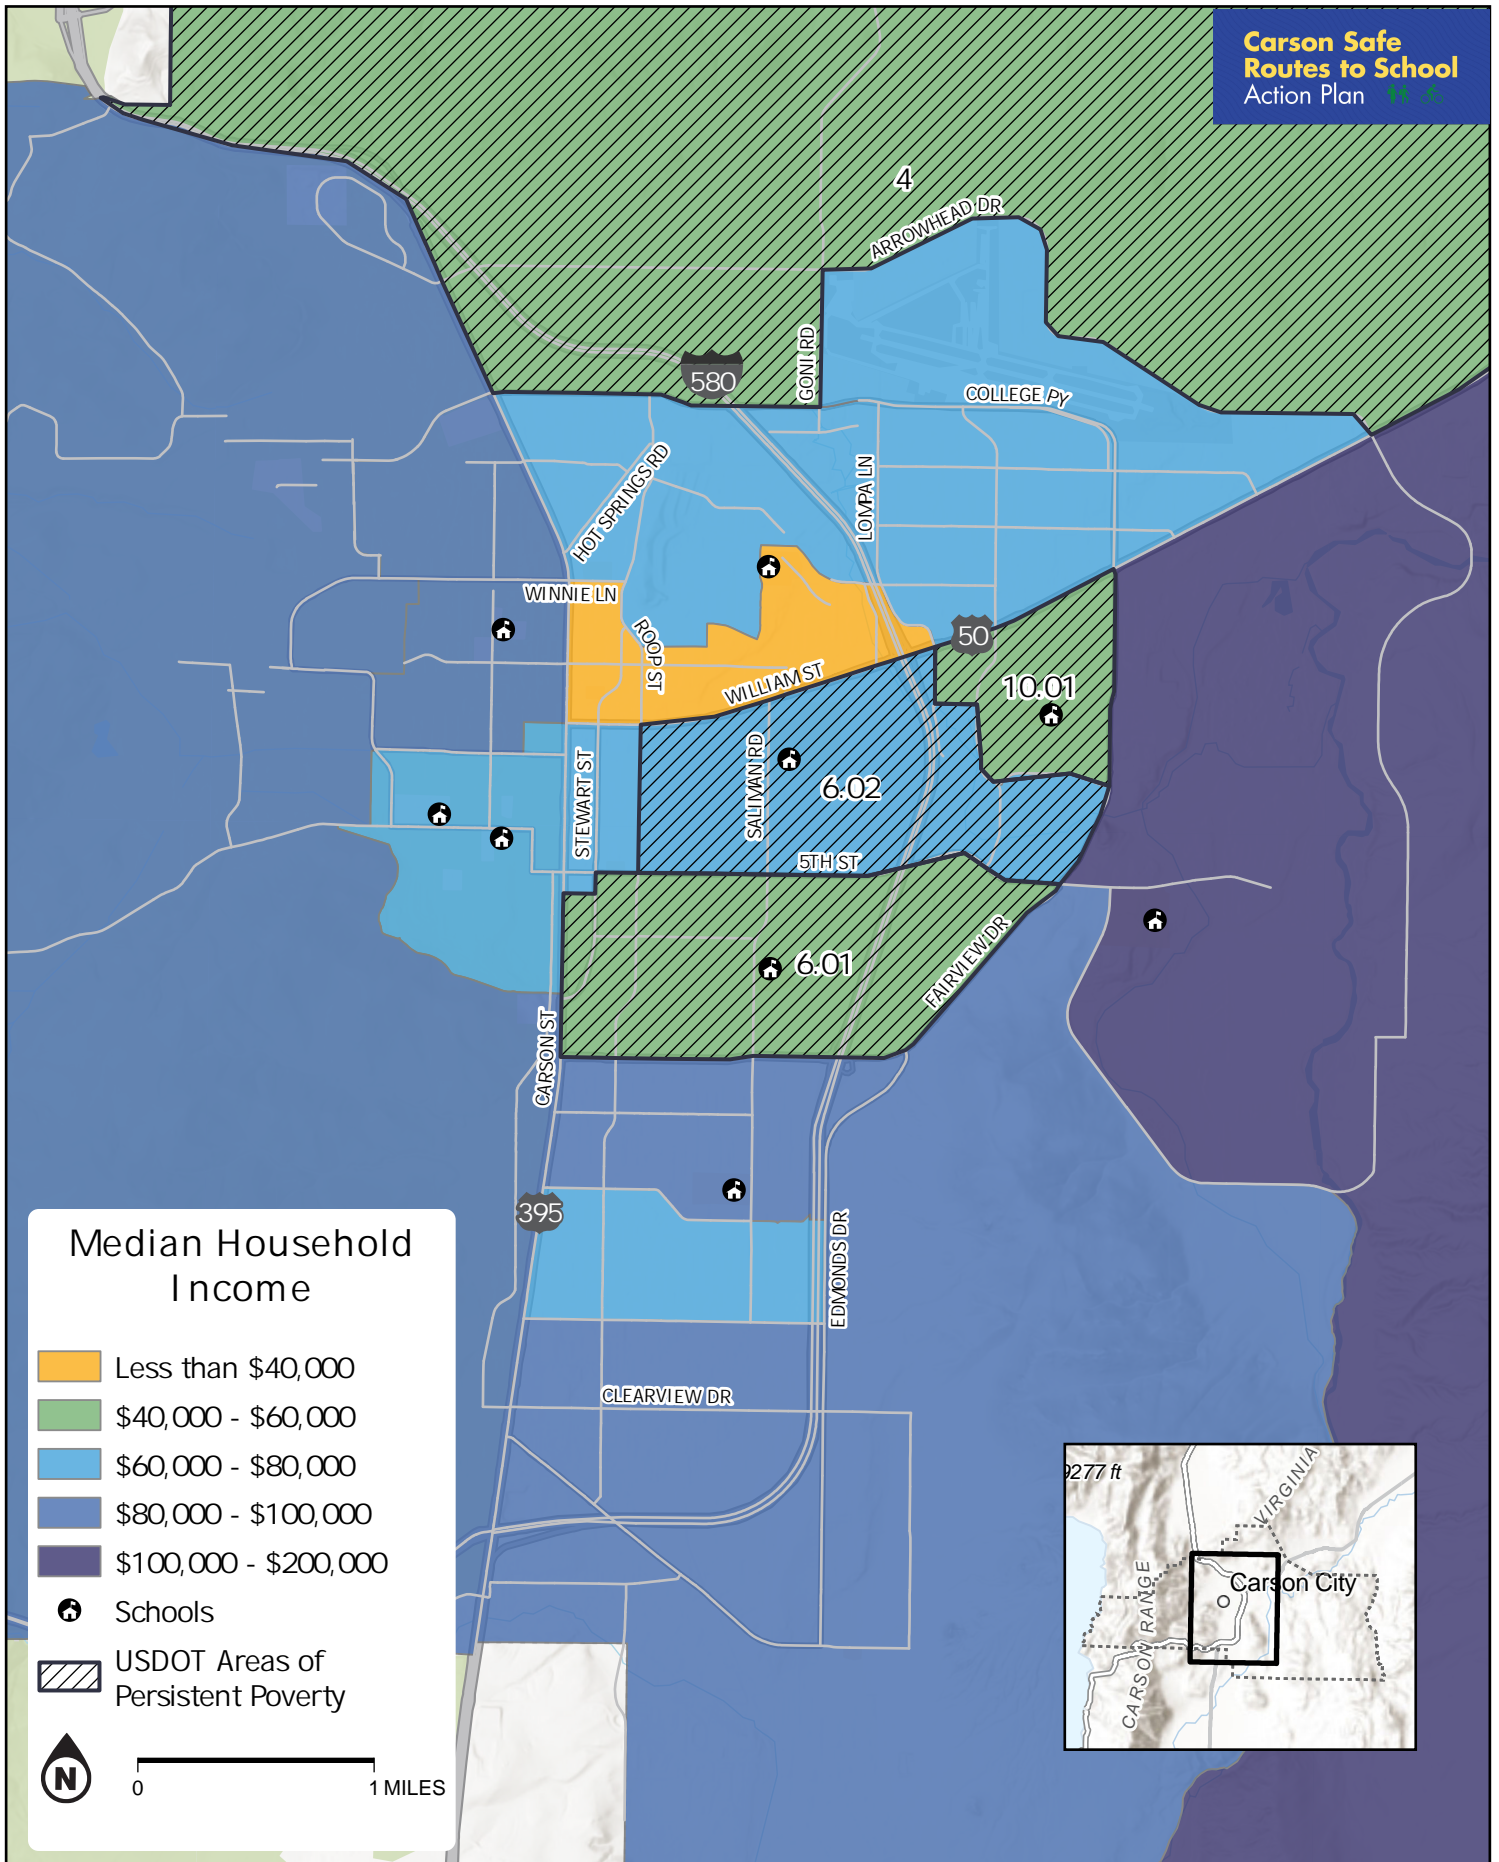 Carson Safe
Routes to School
Action Plan
4
ARROWHEAD DR
580
GONI RD
COLLEGE PY
HOT SPRINGS RD
LOMPA LN
WINNIE LN
ROOP ST
50
WILLIAM ST
10.01
STEWART ST
SALIMAN RD
6.02
5TH ST
6.01
FAIRVIEW DR
CARSON ST
395
EDMONDS DR
CLEARVIEW DR
Median Household
Income
Less than $40,000
$40,000 - $60,000
$60,000 - $80,000
$80,000 - $100,000
$100,000 - $200,000
Schools
USDOT Areas of
Persistent Poverty
N
0
1 MILES
9277 ft
VIRGINIA
CARSON RANGE
Carson City